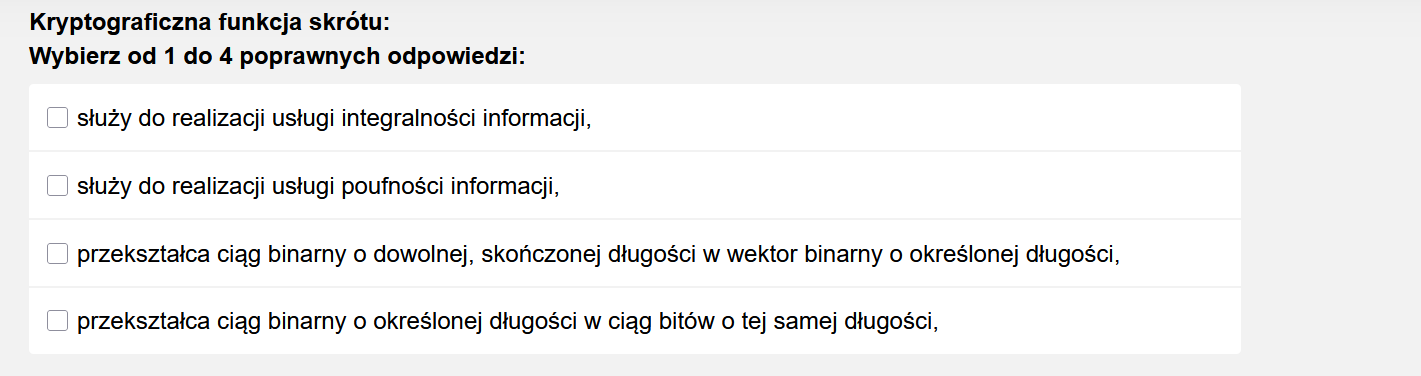 Kryptograficzna funkcja skrótu:
Wybierz od 1 do 4 poprawnych odpowiedzi:
służy do realizacji usługi integralności informacji,
służy do realizacji usługi poufności informacji,
przekształca ciąg binarny o dowolnej, skończonej długości w wektor binarny o określonej długości,
przekształca ciąg binarny o określonej długości w ciąg bitów o tej samej długości,